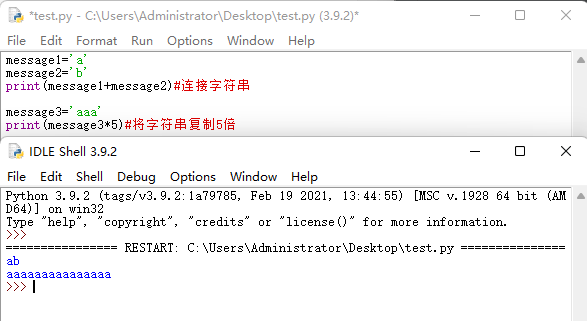 *test.py - C:\Users\Administrator\Desktop\test.py (3.9.2)*
File Edit Format Run Options Window Help
message1='a'
message2='b'
print(message1+message2)#连接字符串
message3='aaa'
print(message3*5)#将字符串复制5倍
IDLE Shell 3.9.2
File Edit Shell Debug Options Window Help
Python 3.9.2 (tags/v3.9.2:1a79785, Feb 19 2021, 13:44:55) [MSC v.1928 64 bit (AM
D64)] on win32
Type "help", "copyright", "credits" or "license()" for more information.
>>>
================ RESTART: C:\Users\Administrator\Desktop\test.py ===============
ab
aaaaaaaaaaaaaaa
>>>